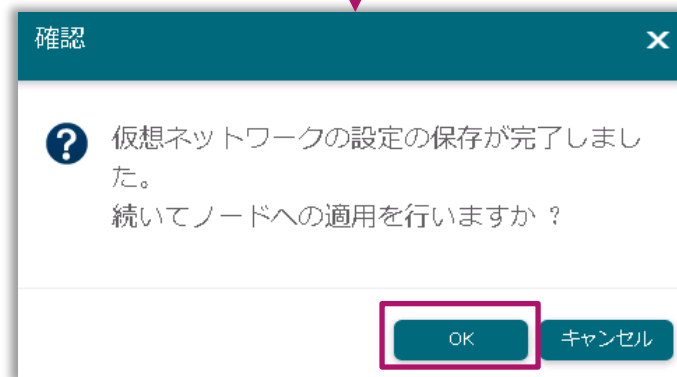 確認
仮想ネットワークの設定の保存が完了しまし
た。
続いてノードへの適用を行いますか ?
OK
キャンセル